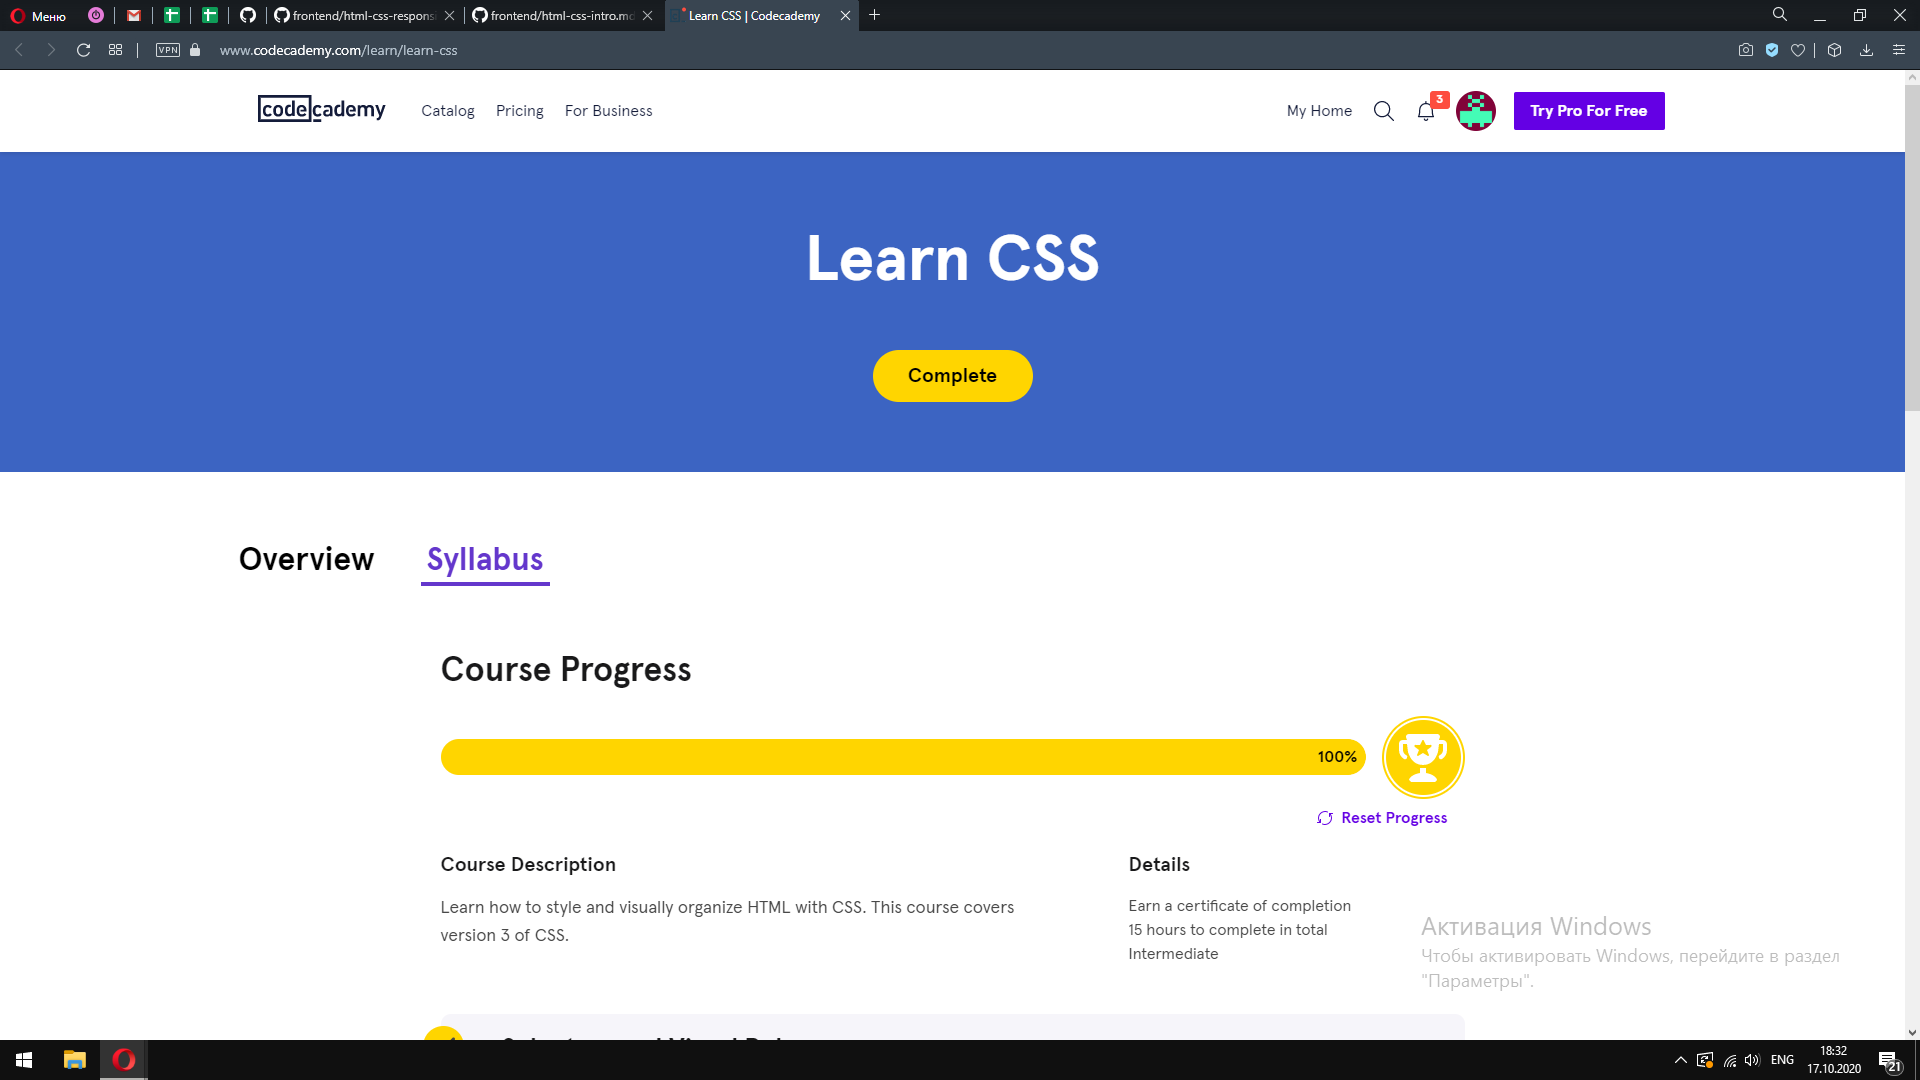 Меню
frontend/html-css-respons
frontend/html-css-intro.md
Learn CSS | Codecademy
VPN
www.codecademy.com/learn/learn-css
codecademy
Catalog
Pricing
For Business
My Home
3
Try Pro For Free
Learn CSS
Complete
Overview
Syllabus
Course Progress
100%
Reset Progress
Course Description
Learn how to style and visually organize HTML with CSS. This course covers
version 3 of CSS.
Details
Earn a certificate of completion
15 hours to complete in total
Intermediate
Активация Windows
Чтобы активировать Windows, перейдите в раздел
"Параметры".
ENG
18:32
17.10.2020
21